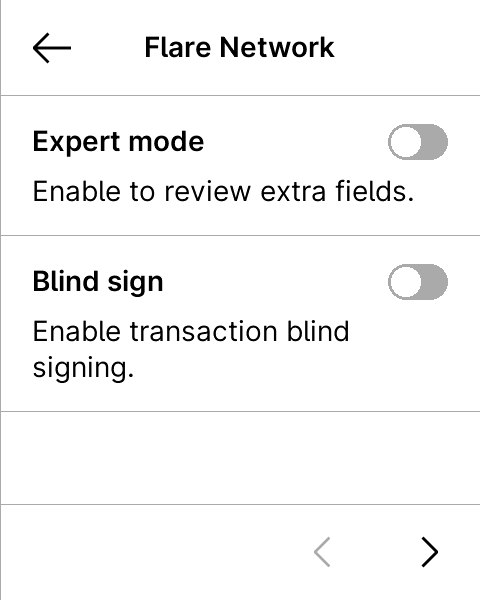 Flare Network
Expert mode
Enable to review extra fields.
Blind sign
Enable transaction blind
signing.